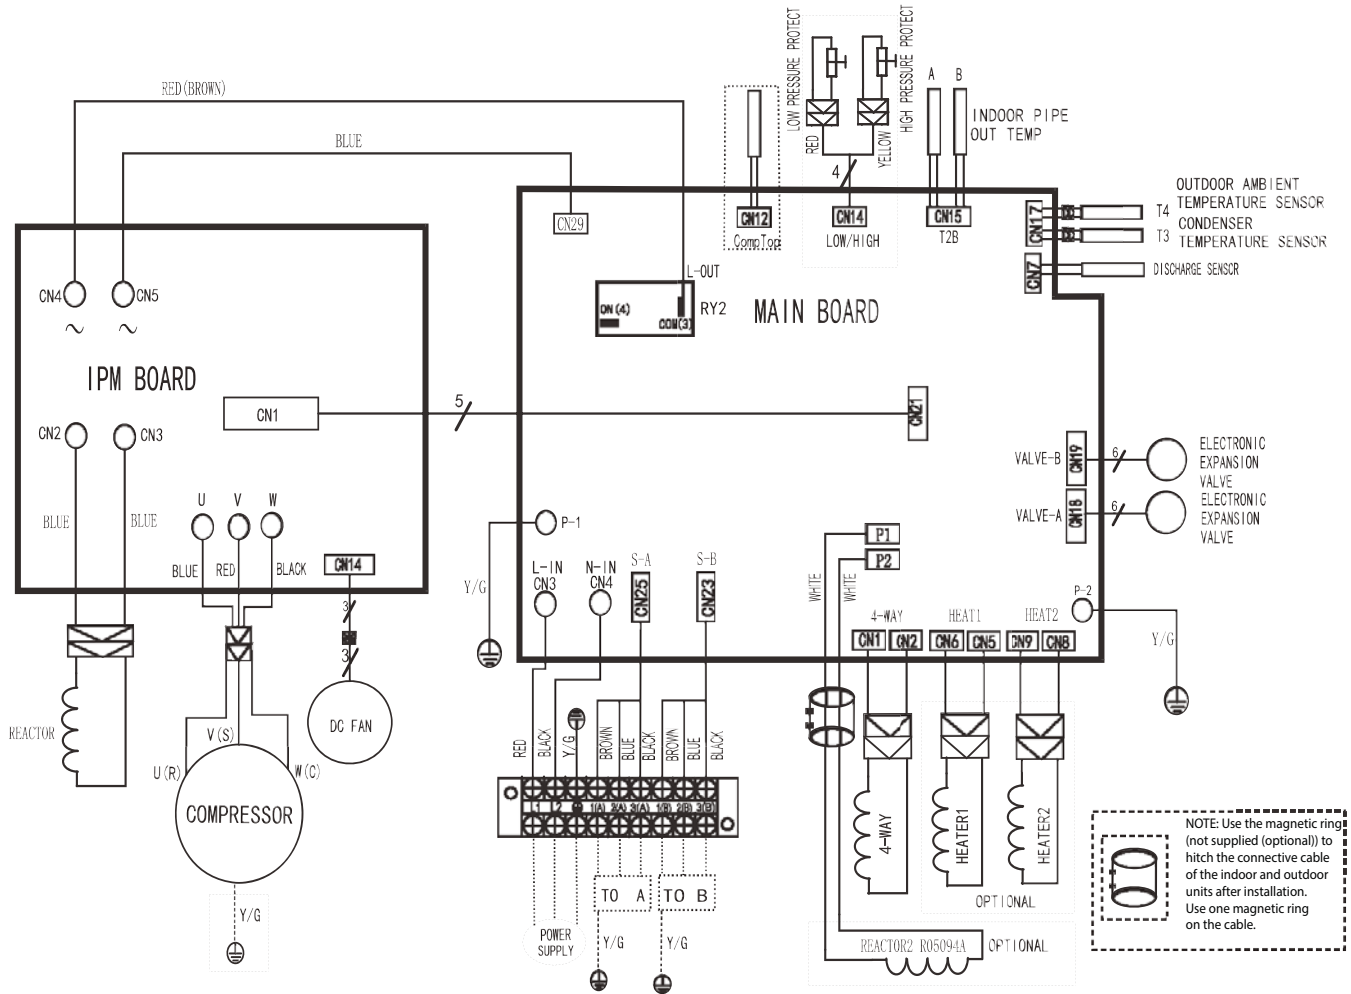 RED(BROWN)
BLUE
LOW PRESSURE PROTECT
HIGH PRESSURE PROTECT
RED
YELLOW
4
A B
INDOOR PIPE
OUT TEMP
CN12
CompTop
CN14
LOW/HIGH
CN15
T2B
CN17
CN7
T4
OUTDOOR AMBIENT
TEMPERATURE SENSOR
T3
CONDENSER
TEMPERATURE SENSOR
DISCHARGE SENSOR
CN29
L-OUT
ON(4)
COM(3)
RY2
MAIN BOARD
CN4
CN5
~
~
IPM BOARD
CN1
5
CN21
CN2
CN3
BLUE
BLUE
U V W
BLUE
RED
BLACK
CN14
3
3
DC FAN
REACTOR
V(S)
U(R)
W(C)
COMPRESSOR
Y/G
VALVE-B
CN19
6
ELECTRONIC
EXPANSION
VALVE
VALVE-A
CN18
6
ELECTRONIC
EXPANSION
VALVE
P-1
Y/G
L-IN
CN3
N-IN
CN4
S-A
CN25
S-B
CN23
P1
P2
WHITE
WHITE
P-2
Y/G
4-WAY
HEAT1
HEAT2
CN1
CN2
CN6
CN5
CN9
CN8
RED
BLACK
Y/G
BROWN
BLUE
BLACK
BROWN
BLUE
BLACK
L1 L2 1(A) 2(A) 3(A) 1(B) 2(B) 3(B)
TO A
TO B
POWER
SUPPLY
Y/G
Y/G
4-WAY
HEATER1
HEATER2
OPTIONAL
REACTOR2 R05094A
OPTIONAL
NOTE: Use the magnetic ring
(not supplied (optional)) to
hitch the connective cable
of the indoor and outdoor
units after installation.
Use one magnetic ring
on the cable.